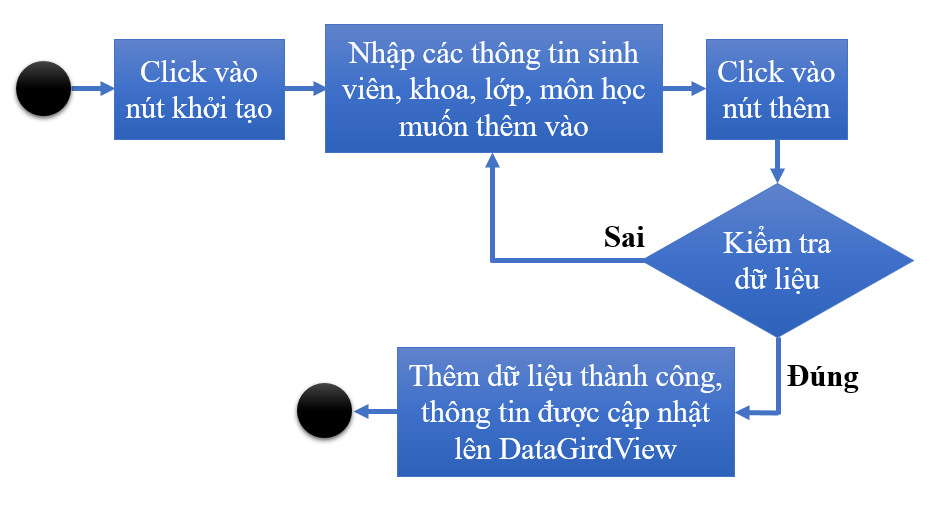 Click vào
nút khởi tạo
Nhập các thông tin sinh
viên, khoa, lớp, môn học
muốn thêm vào
Click vào
nút thêm
Sai
Kiểm tra
dữ liệu
Đúng
Thêm dữ liệu thành công,
thông tin được cập nhật
lên DataGirdView